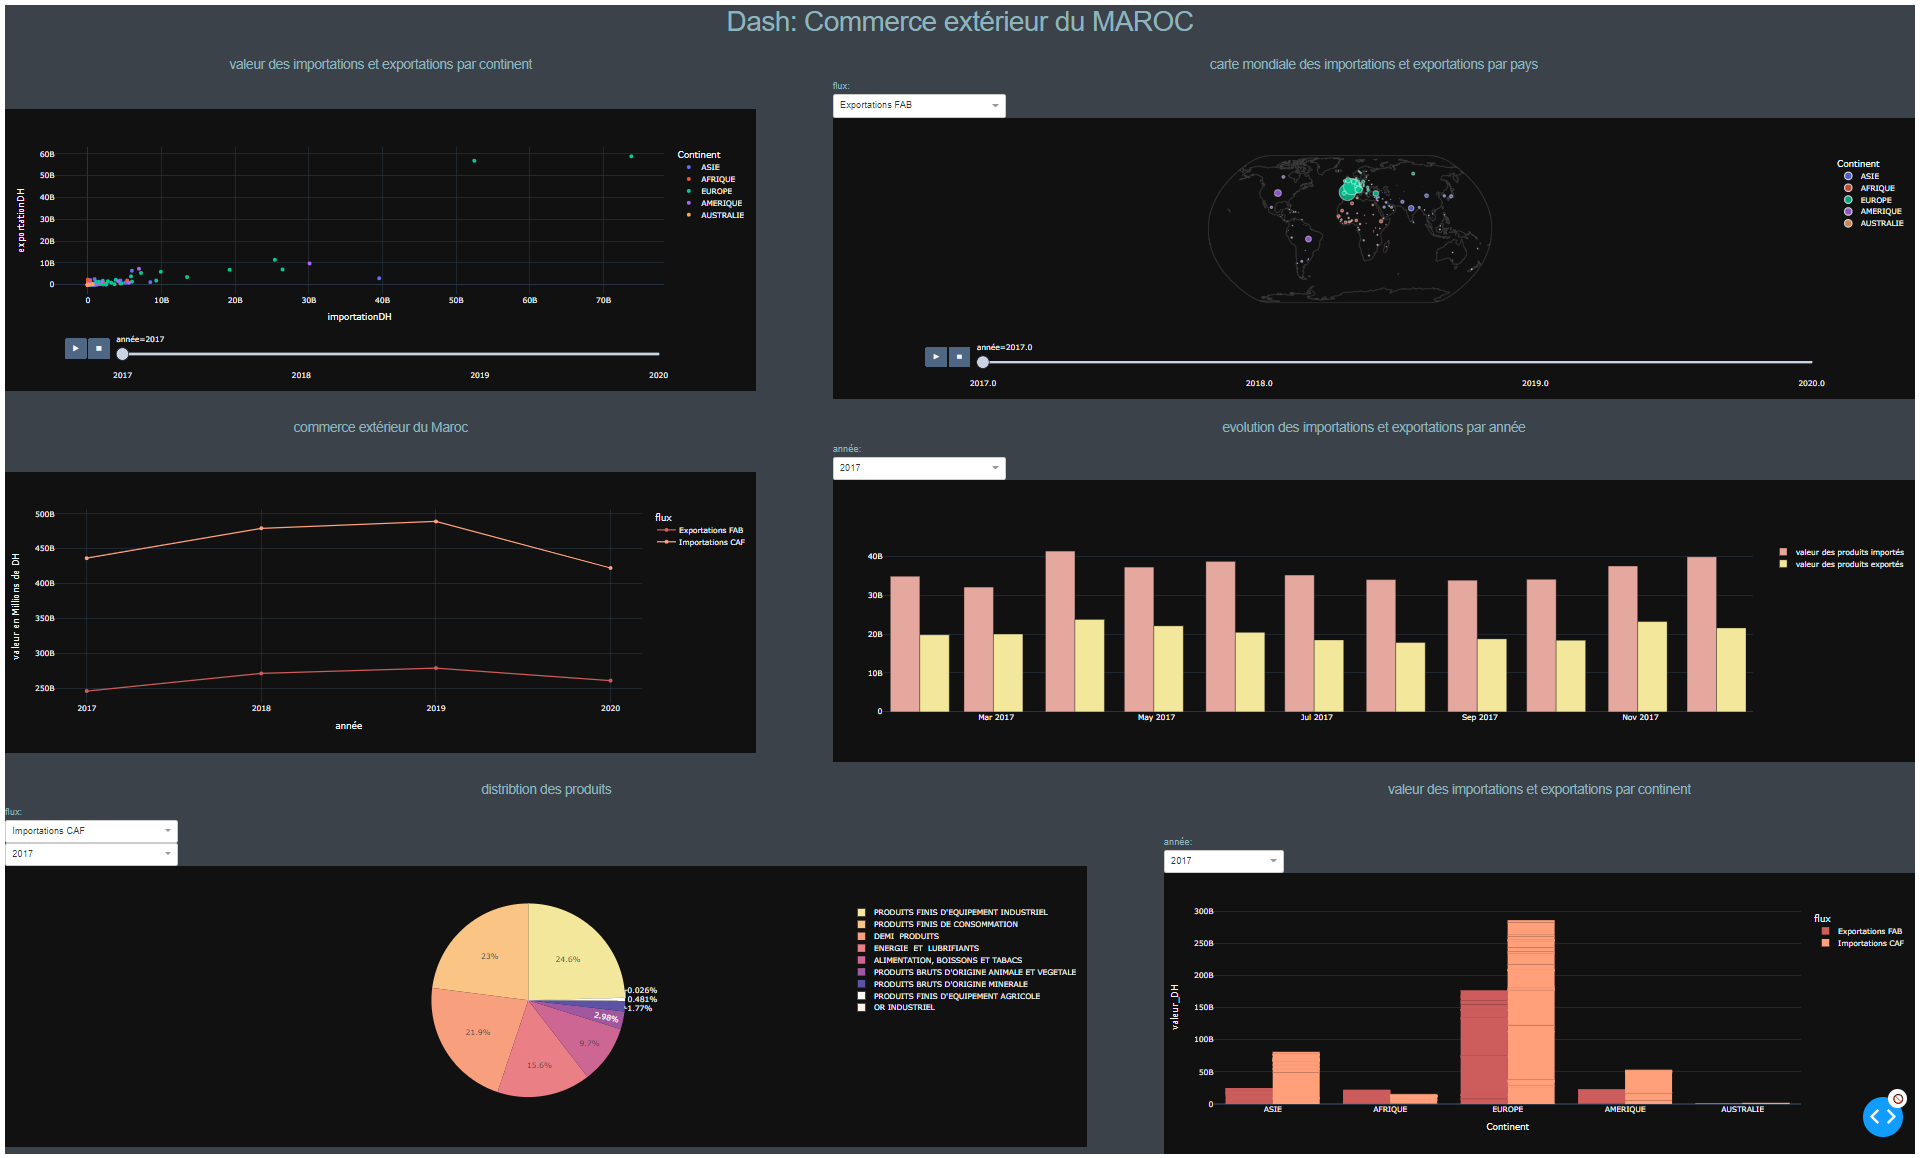 Dash: Commerce extérieur du MAROC
valeur des importations et exportations par continent
exportationDH
60B
50B
40B
30B
20B
10B
0
0 10B 20B 30B 40B 50B 60B 70B
importationDH
Continent
ASIE
AFRIQUE
EUROPE
AMERIQUE
AUSTRALIE
année=2017
2017 2018 2019 2020
carte mondiale des importations et exportations par pays
flux:
Exportations FAB
Continent
ASIE
AFRIQUE
EUROPE
AMERIQUE
AUSTRALIE
année=2017.0
2017.0 2018.0 2019.0 2020.0
commerce extérieur du Maroc
valeur en Millions de DH
500B
450B
400B
350B
300B
250B
2017 2018 2019 2020
année
flux
Exportations FAB
Importations CAF
evolution des importations et exportations par année
année:
2017
40B
30B
20B
10B
0
Mar 2017 May 2017 Jul 2017 Sep 2017 Nov 2017
valeur des produits importés
valeur des produits exportés
distribtion des produits
flux:
Importations CAF
2017
23%
24.6%
0.026%
0.481%
1.77%
2.98%
9.7%
15.6%
21.9%
PRODUITS FINIS D'EQUIPEMENT INDUSTRIEL
PRODUITS FINIS DE CONSOMMATION
DEMI PRODUITS
ENERGIE ET LUBRIFIANTS
ALIMENTATION, BOISSONS ET TABACS
PRODUITS BRUTS D'ORIGINE ANIMALE ET VEGETALE
PRODUITS BRUTS D'ORIGINE MINERALE
PRODUITS FINIS D'EQUIPEMENT AGRICOLE
OR INDUSTRIEL
valeur des importations et exportations par continent
année:
2017
valeur_DH
300B
250B
200B
150B
100B
50B
0
ASIE AFRIQUE EUROPE AMERIQUE AUSTRALIE
Continent
flux
Exportations FAB
Importations CAF